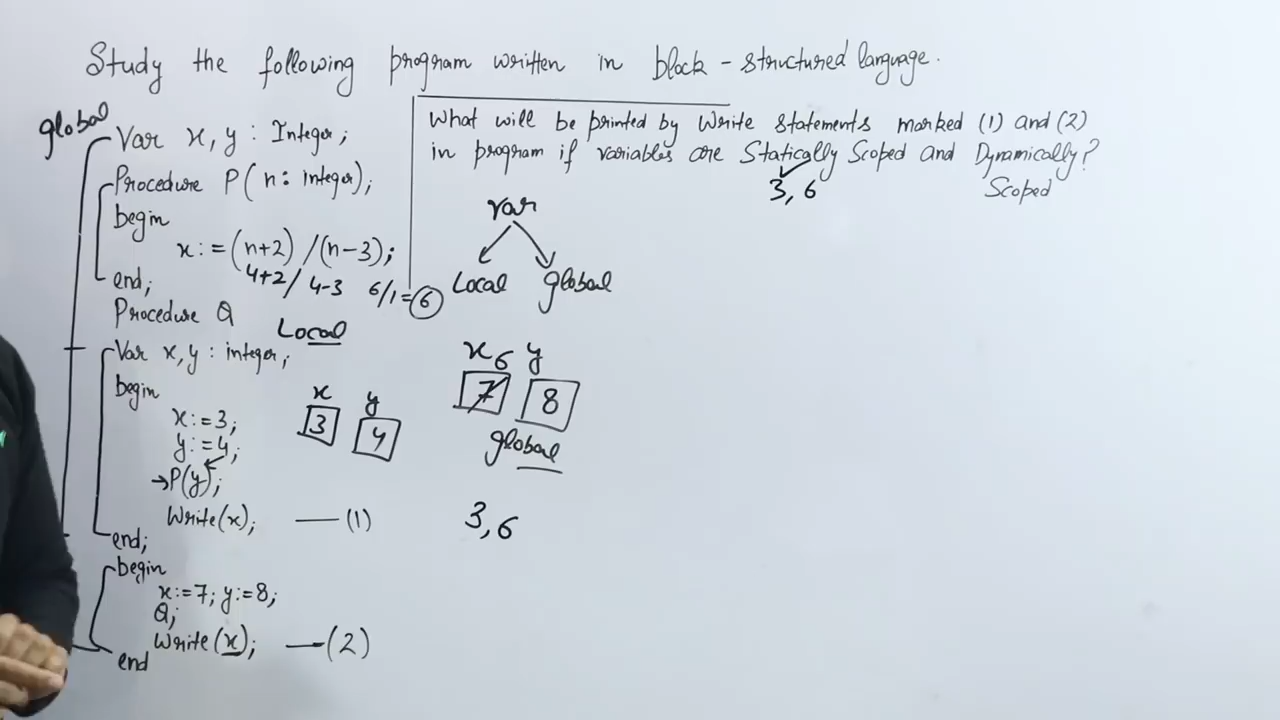 Study the following program written in block - structured language.
global
Var x, y : Integer;
Procedure P( n: integer);
begin
x: = (n+2) /(n-3);
4+2/ 4-3 6/1=6
end;
Procedure Q
Local
Var x,y : integer;
begin
x:=3;
y:=4;
→P(y);
Write(x); —(1)
end;
begin
x:=7; y:=8;
Q;
Write(x); —(2)
end
x y
3 4
What will be printed by Write statements marked (1) and (2)
in program if variables are Statically Scoped and Dynamically?
3, 6 Scoped
var
Local global
x 6 y
7 8
global
3, 6